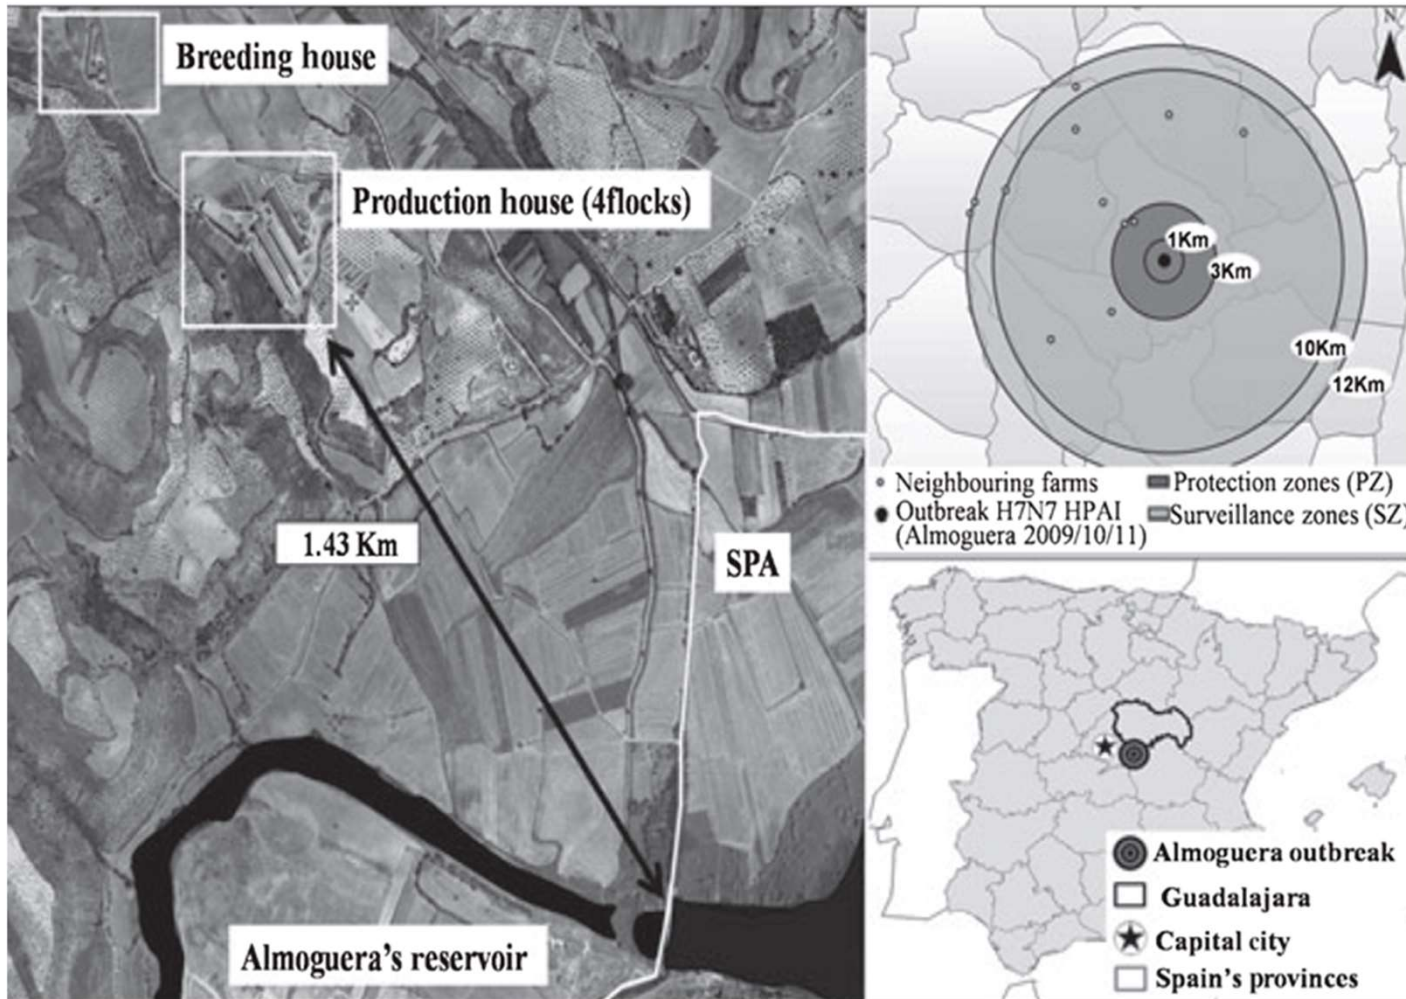 Breeding house
Production house (4flocks)
1.43 Km
SPA
Almoguera's reservoir
N
1Km
3Km
10Km
12Km
Neighbouring farms
Outbreak H7N7 HPAI
(Almoguera 2009/10/11)
Protection zones (PZ)
Surveillance zones (SZ)
Almoguera outbreak
Guadalajara
Capital city
Spain's provinces